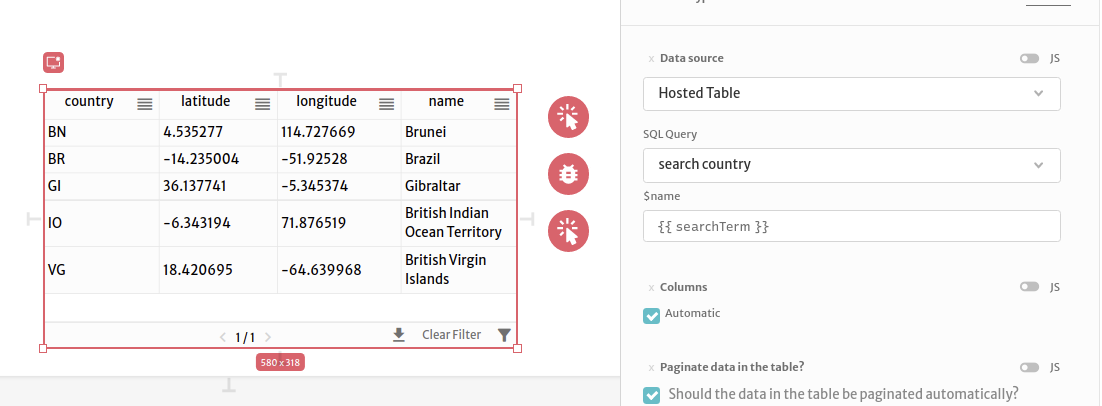 Data source
JS
Hosted Table
SQL Query
search country
$name
{{ searchTerm }}
Columns
JS
Automatic
Paginate data in the table?
JS
Should the data in the table be paginated automatically?
country latitude longitude name
BN 4.535277 114.727669 Brunei
BR -14.235004 -51.92528 Brazil
GI 36.137741 -5.345374 Gibraltar
IO -6.343194 71.876519 British Indian
Ocean Territory
VG 18.420695 -64.639968 British Virgin
Islands
1 / 1
Clear Filter
580 x 318